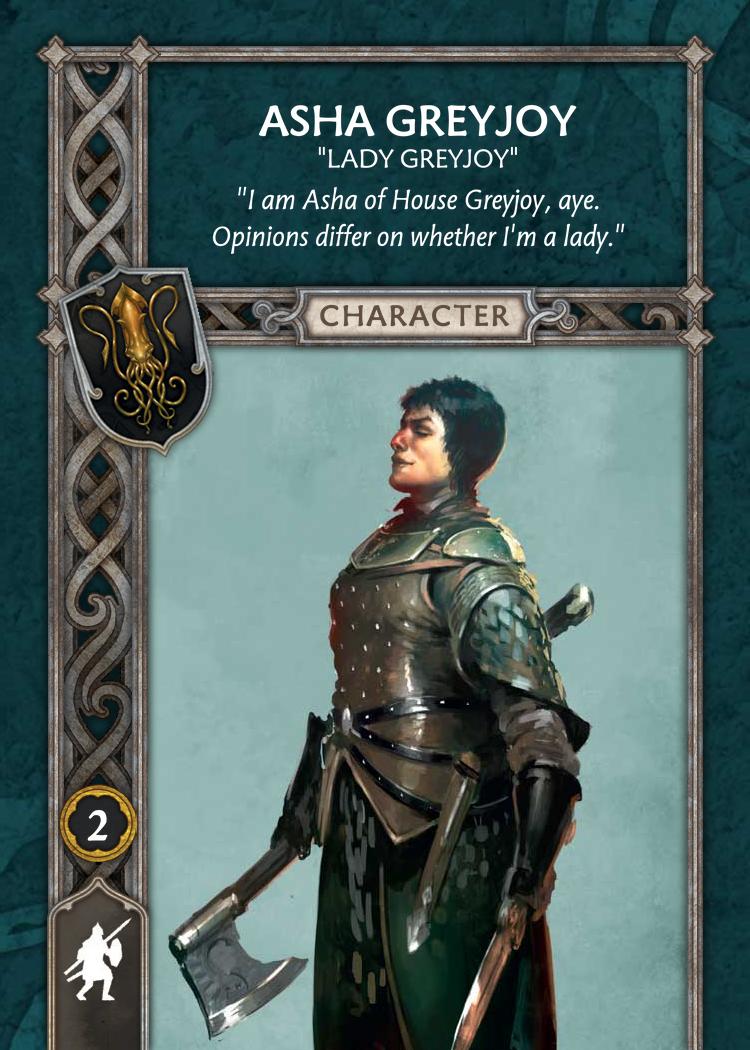 ASHA GREYJOY
"LADY GREYJOY"
"I am Asha of House Greyjoy, aye.
Opinions differ on whether I'm a lady."
CHARACTER
2